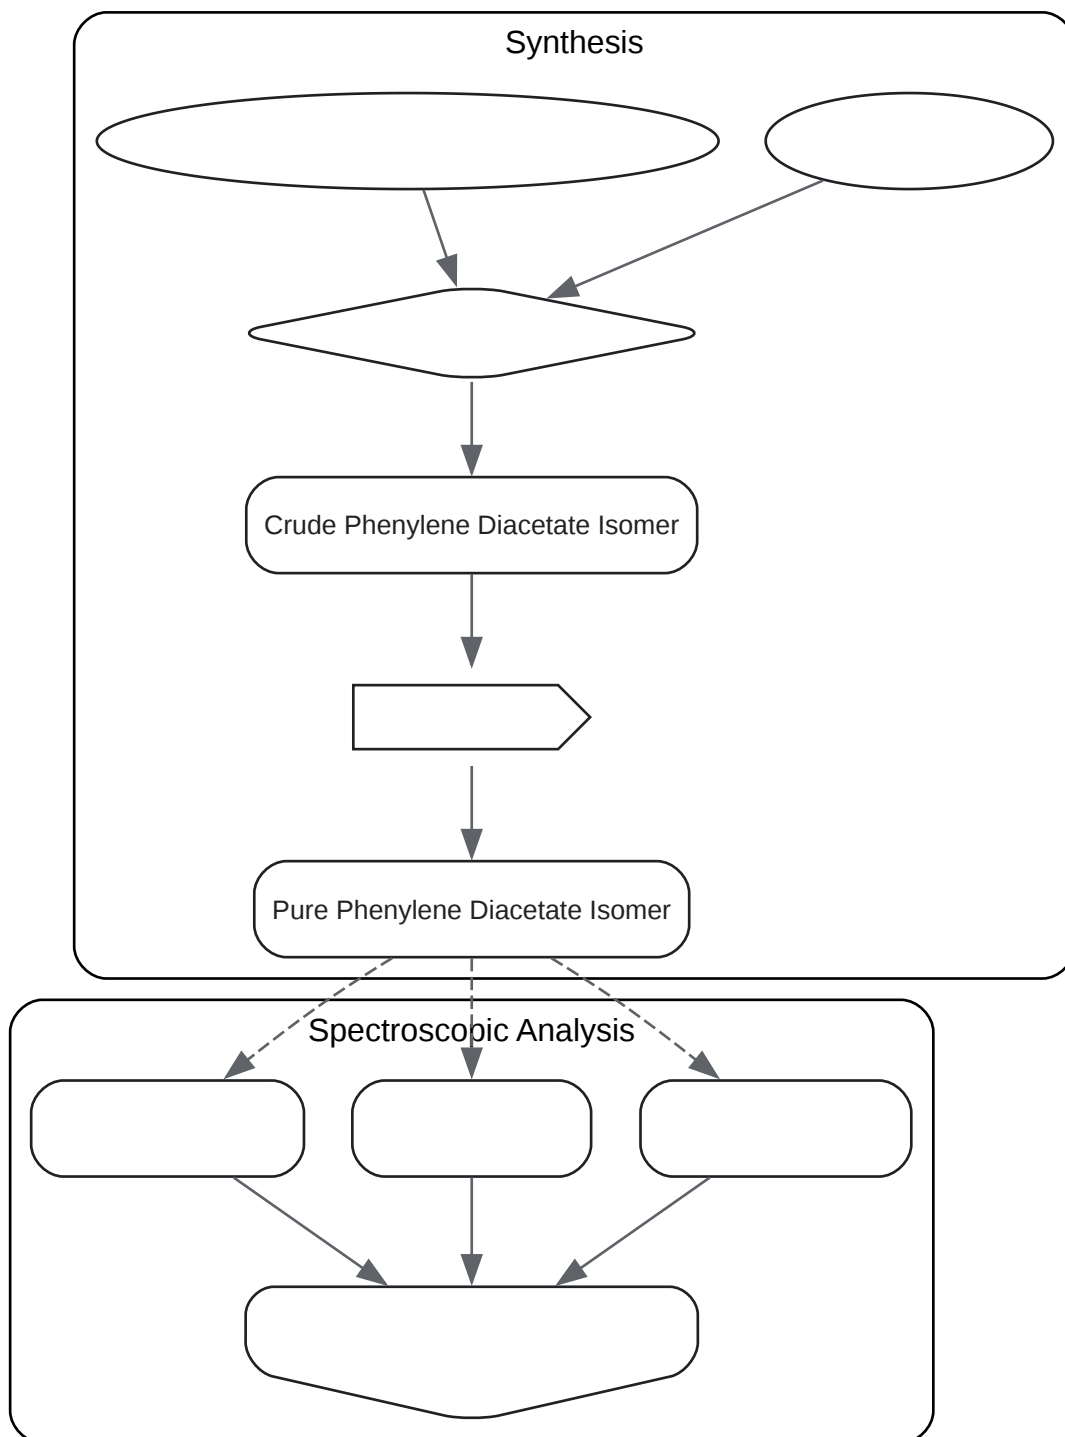 Synthesis
Crude Phenylene Diacetate Isomer
Pure Phenylene Diacetate Isomer
Spectroscopic Analysis